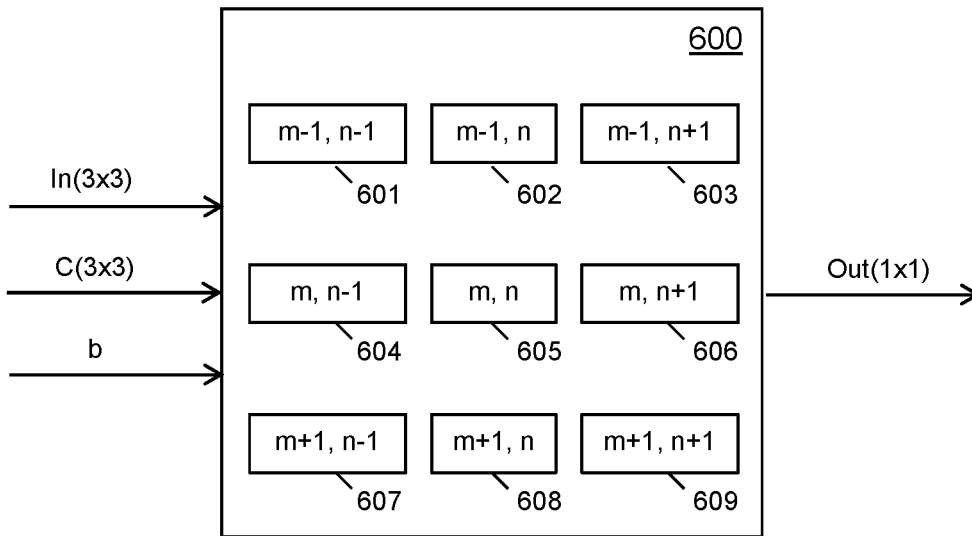 600
m-1, n-1
m-1, n
m-1, n+1
601
602
603
In(3x3)
C(3x3)
b
m, n-1
m, n
m, n+1
604
605
606
Out(1x1)
m+1, n-1
m+1, n
m+1, n+1
607
608
609